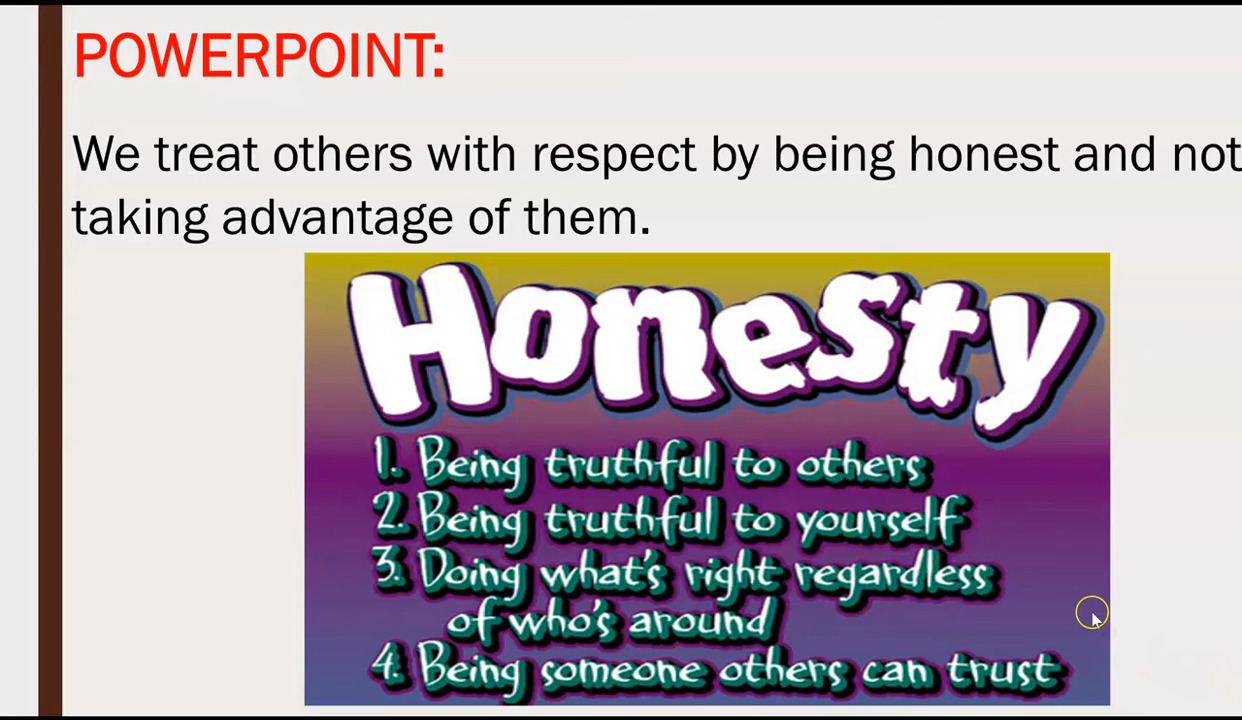 POWERPOINT:
We treat others with respect by being honest and not
taking advantage of them.
Honesty
1. Being truthful to others
2. Being truthful to yourself
3. Doing what's right regardless
of who's around
4. Being someone others can trust